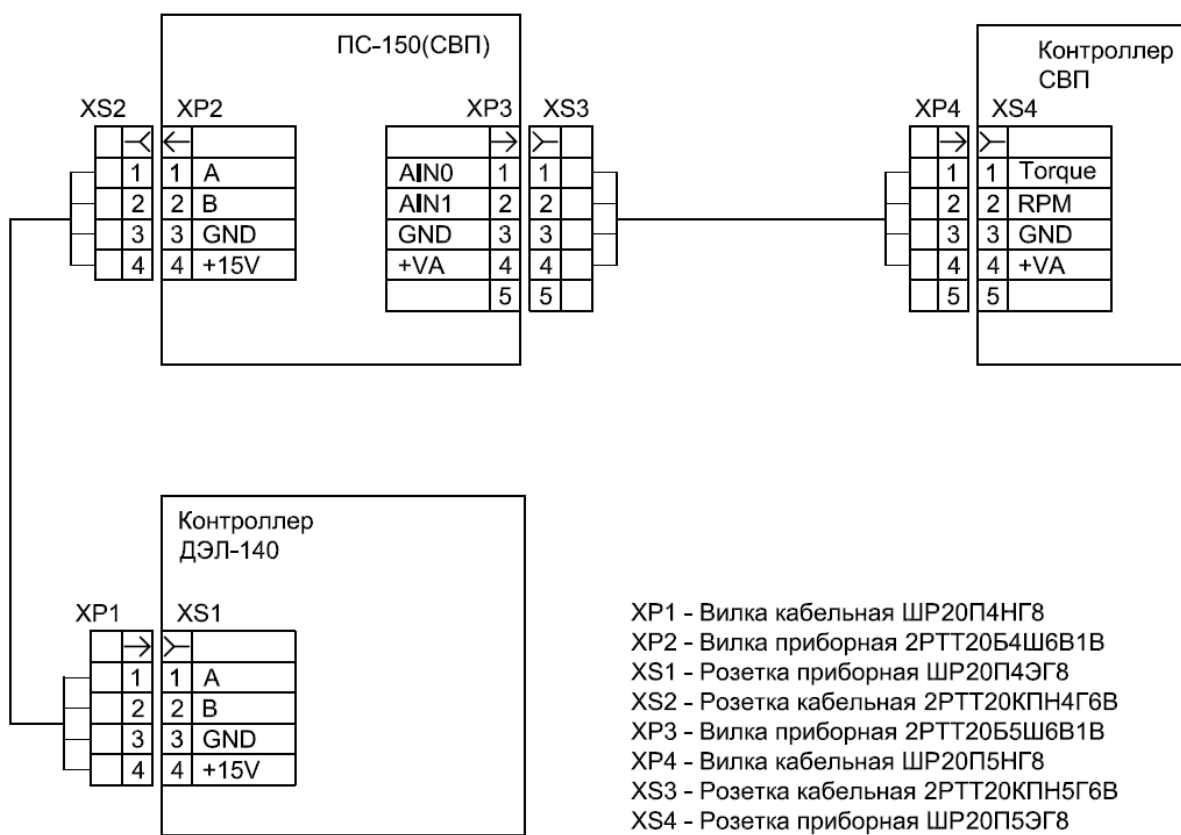 ПС-150(СВП)
XS2 XP2
1 1 A
2 2 B
3 3 GND
4 4 +15V
XP3 XS3
AIN0 1 1
AIN1 2 2
GND 3 3
+VA 4 4
5 5
Контроллер
СВП
XP4 XS4
1 1 Torque
2 2 RPM
3 3 GND
4 4 +VA
5 5
Контроллер
ДЭЛ-140
XP1 XS1
1 1 A
2 2 B
3 3 GND
4 4 +15V
XP1 - Вилка кабельная ШР20П4НГ8
XP2 - Вилка приборная 2РТТ20Б4Ш6В1В
XS1 - Розетка приборная ШР20П4ЭГ8
XS2 - Розетка кабельная 2РТТ20КПН4Г6В
XP3 - Вилка приборная 2РТТ20Б5Ш6В1В
XP4 - Вилка кабельная ШР20П5НГ8
XS3 - Розетка кабельная 2РТТ20КПН5Г6В
XS4 - Розетка приборная ШР20П5ЭГ8